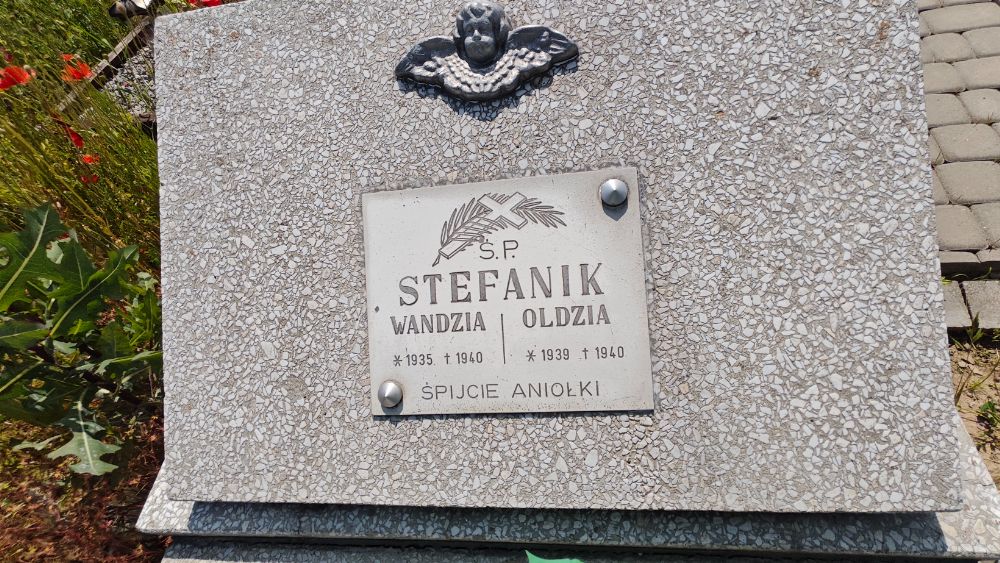 Ś.P.
STEFANIK
WANDZIA OLDZIA
* 1935 † 1940 * 1939 † 1940
ŚPIJCIE ANIOŁKI